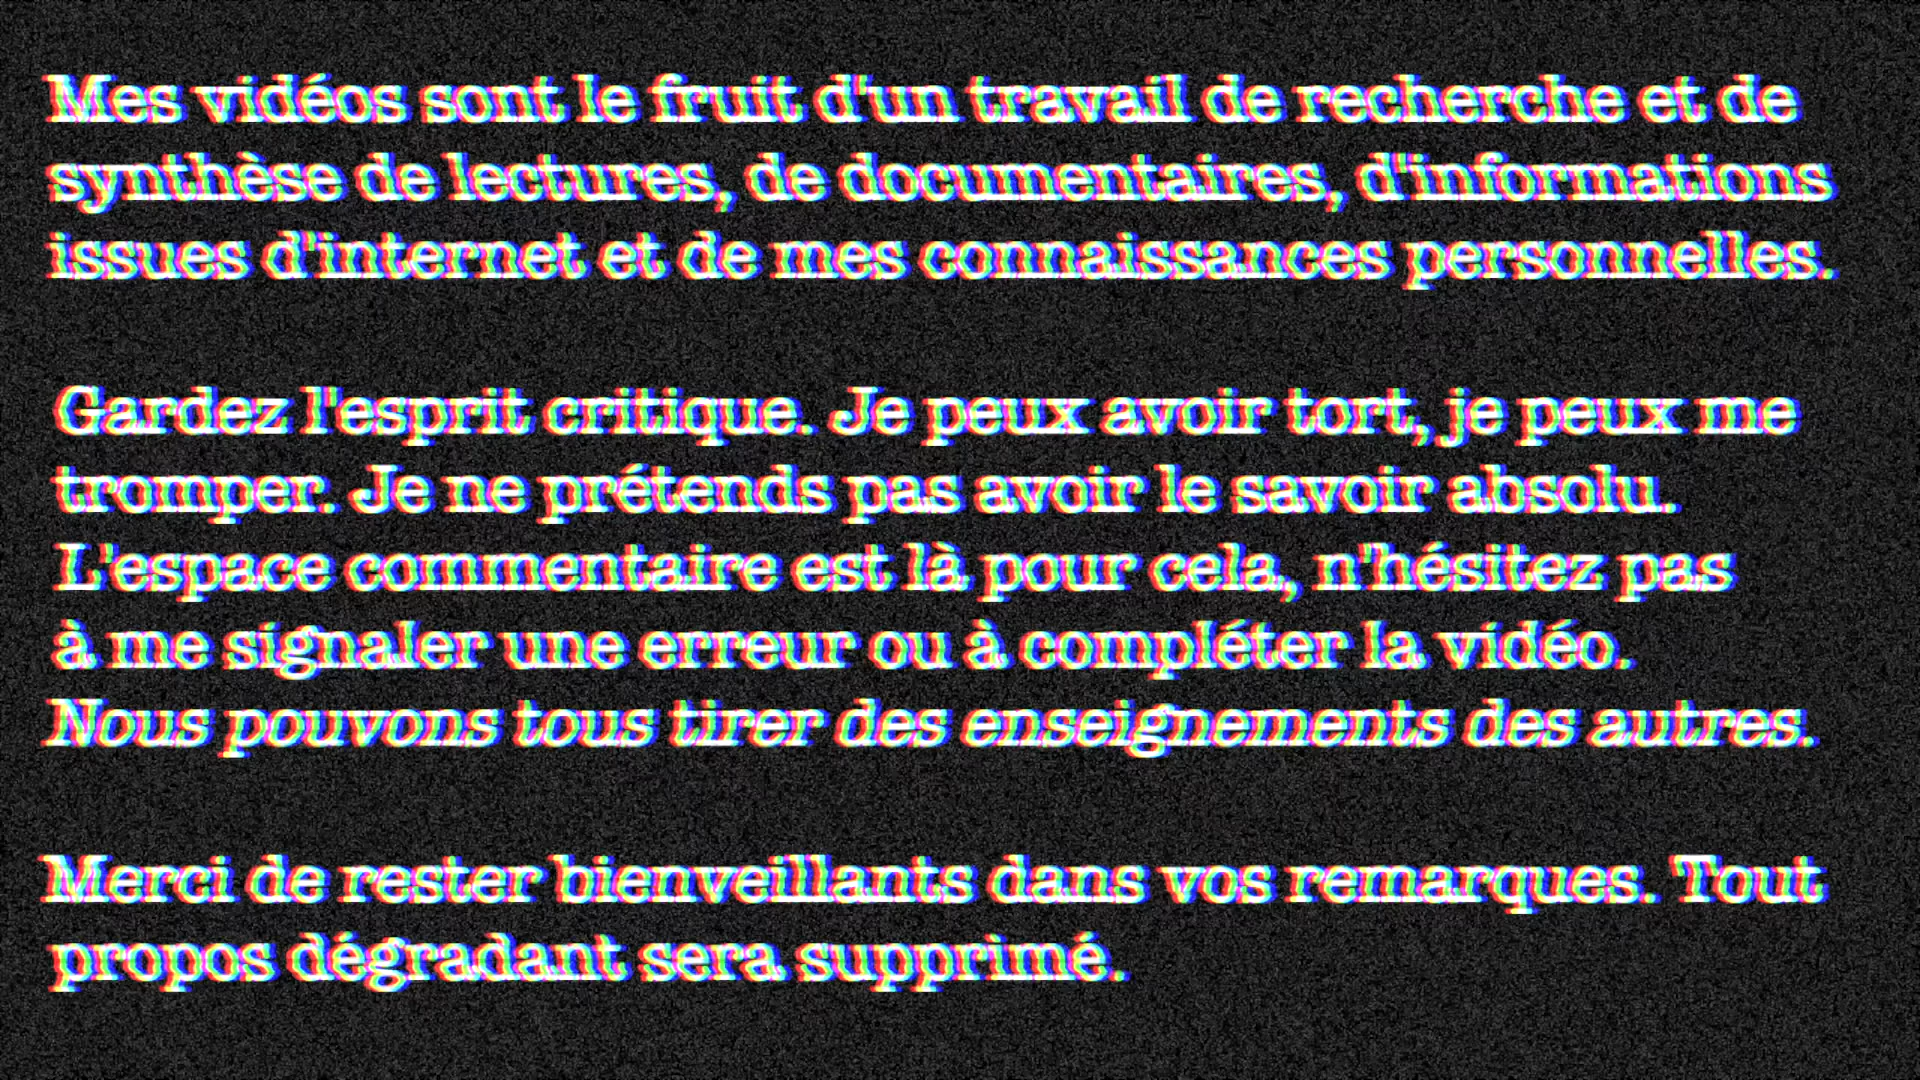 Mes vidéos sont le fruit d'un travail de recherche et de
synthèse de lectures, de documentaires, d'informations
issues d'internet et de mes connaissances personnelles.
Gardez l'esprit critique. Je peux avoir tort, je peux me
tromper. Je ne prétends pas avoir le savoir absolu.
L'espace commentaire est là pour cela, n'hésitez pas
à me signaler une erreur ou à compléter la vidéo.
Nous pouvons tous tirer des enseignements des autres.
Merci de rester bienveillants dans vos remarques. Tout
propos dégradant sera supprimé.